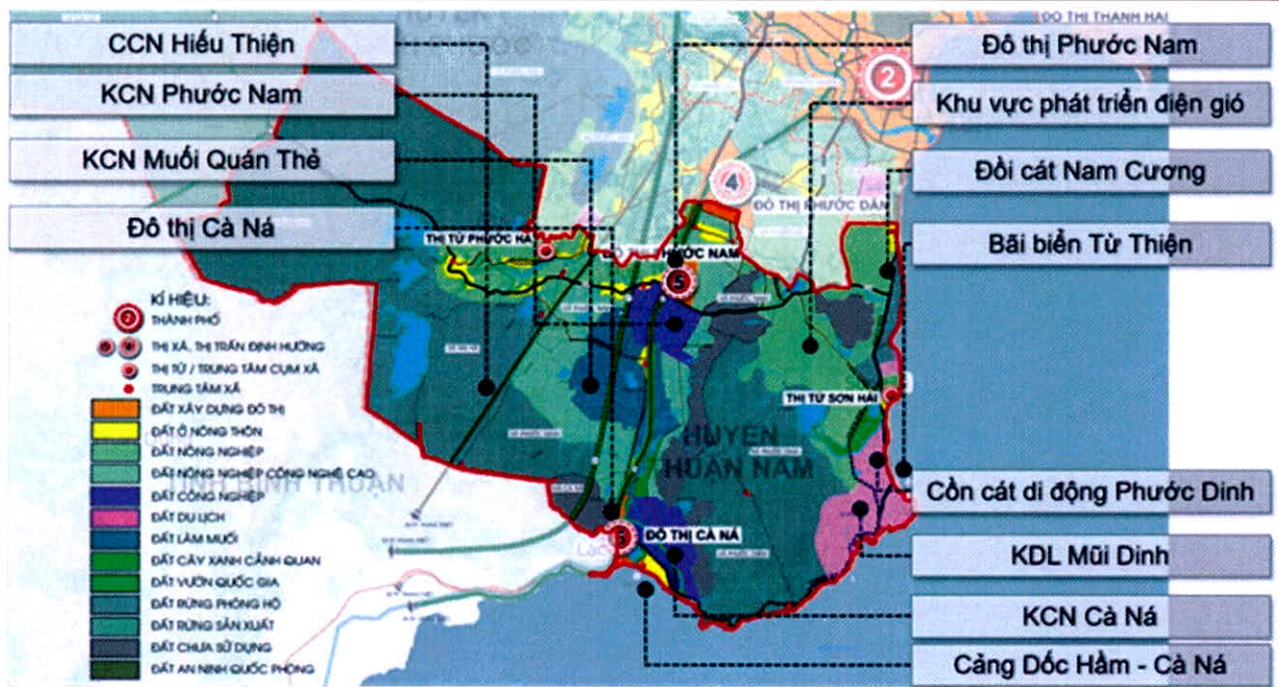 CCN Hiếu Thiện
KCN Phước Nam
KCN Muối Quán Thẻ
Đô thị Cà Ná
Đô thị Phước Nam
Khu vực phát triển điện gió
Đồi cát Nam Cương
Bãi biển Từ Thiện
Cồn cát di động Phước Dinh
KDL Mũi Dinh
KCN Cà Ná
Cảng Dốc Hầm - Cà Ná
ĐÔ THỊ THANH HẢI
2
4
ĐÔ THỊ PHƯỚC DÂN
THỊ TỨ PHƯỚC HÀ
PHƯỚC NAM
5
THỊ TỨ SƠN HẢI
HUYỆN
THUẬN NAM
TỈNH BÌNH THUẬN
5
ĐÔ THỊ CÀ NÁ
KÍ HIỆU:
2
THÀNH PHỐ
THỊ XÃ, THỊ TRẤN ĐỊNH HƯỚNG
THỊ TỨ / TRUNG TÂM CỤM XÃ
TRUNG TÂM XÃ
ĐẤT XÂY DỰNG ĐÔ THỊ
ĐẤT Ở NÔNG THÔN
ĐẤT NÔNG NGHIỆP
ĐẤT NÔNG NGHIỆP CÔNG NGHỆ CAO
ĐẤT CÔNG NGHIỆP
ĐẤT DU LỊCH
ĐẤT LÀM MUỐI
ĐẤT CÂY XANH CẢNH QUAN
ĐẤT VƯỜN QUỐC GIA
ĐẤT RỪNG PHÒNG HỘ
ĐẤT RỪNG SẢN XUẤT
ĐẤT CHƯA SỬ DỤNG
ĐẤT AN NINH QUỐC PHÒNG